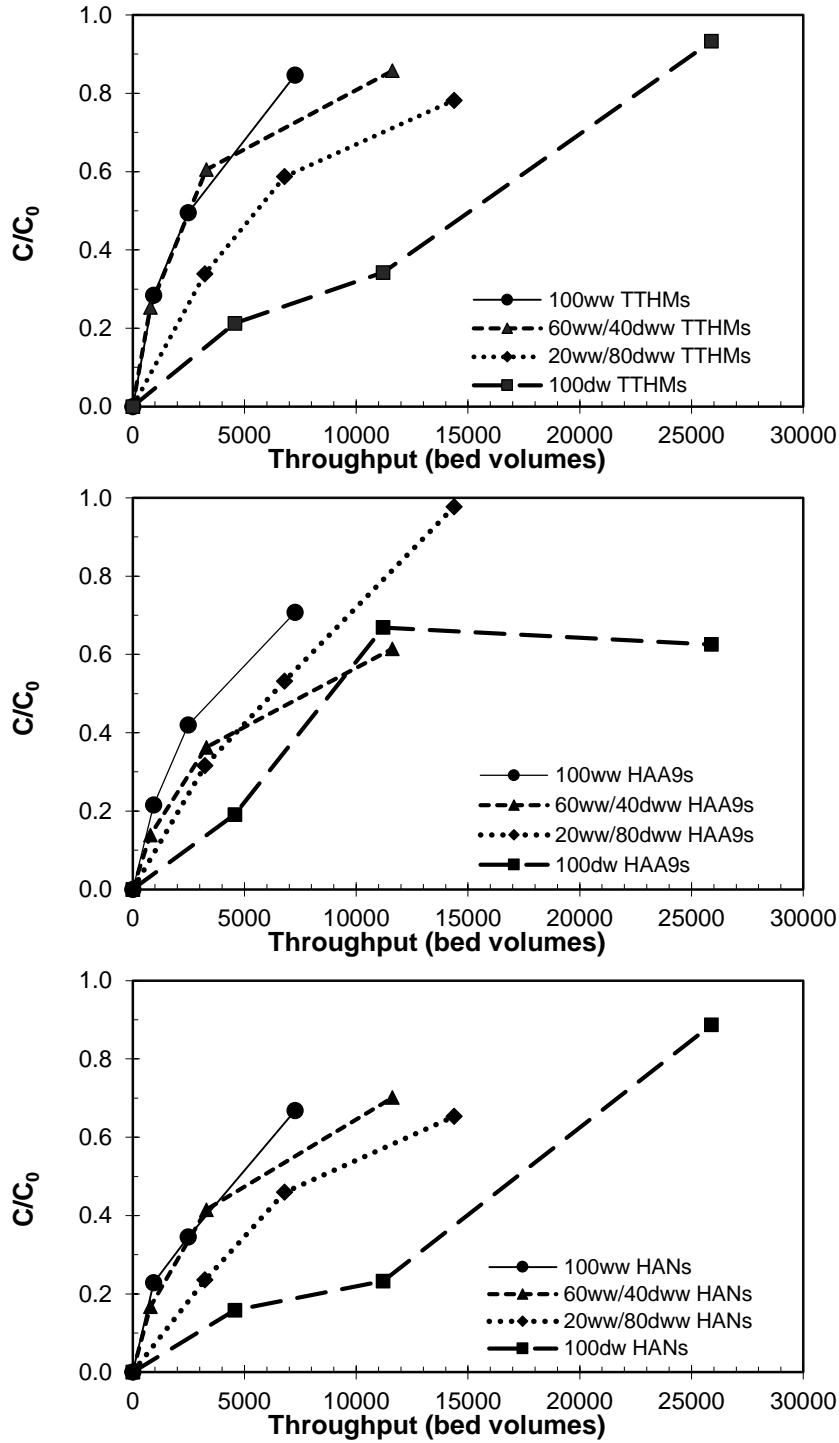 1.0
0.8
0.6
0.4
0.2
0.0
C/C0
0 5000 10000 15000 20000 25000 30000
Throughput (bed volumes)
100ww TTHMs
60ww/40dww TTHMs
20ww/80dww TTHMs
100dw TTHMs
1.0
0.8
0.6
0.4
0.2
0.0
C/C0
0 5000 10000 15000 20000 25000 30000
Throughput (bed volumes)
100ww HAA9s
60ww/40dww HAA9s
20ww/80dww HAA9s
100dw HAA9s
1.0
0.8
0.6
0.4
0.2
0.0
C/C0
0 5000 10000 15000 20000 25000 30000
Throughput (bed volumes)
100ww HANs
60ww/40dww HANs
20ww/80dww HANs
100dw HANs